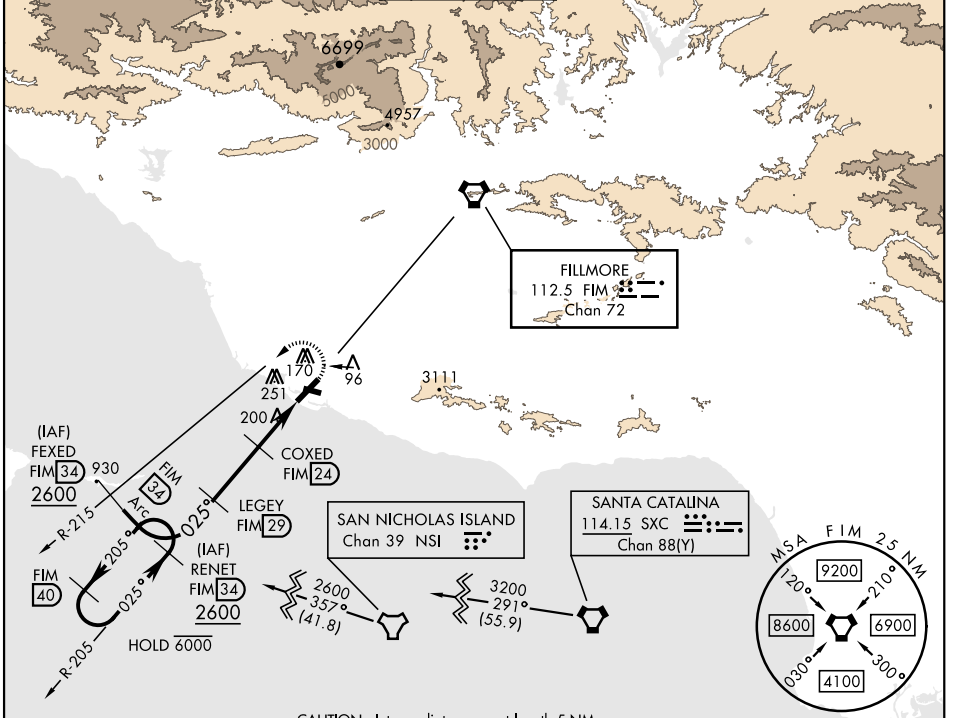 6699
5000
4957
3000
FILLMORE
112.5 FIM
Chan 72
170
96
251
200
3111
COXED
FIM 24
(IAF)
FEXED
FIM 34
2600
930
FIM
34
Arc
R-215
LEGEY
FIM 29
025°
205°
025°
(IAF)
RENET
FIM 34
2600
FIM
40
R-205
HOLD 6000
SAN NICHOLAS ISLAND
Chan 39 NSI
2600
357°
(41.8)
SANTA CATALINA
114.15 SXC
Chan 88(Y)
3200
291°
(55.9)
MSA FIM 25 NM
120°
9200
210°
8600
6900
030°
4100
300°